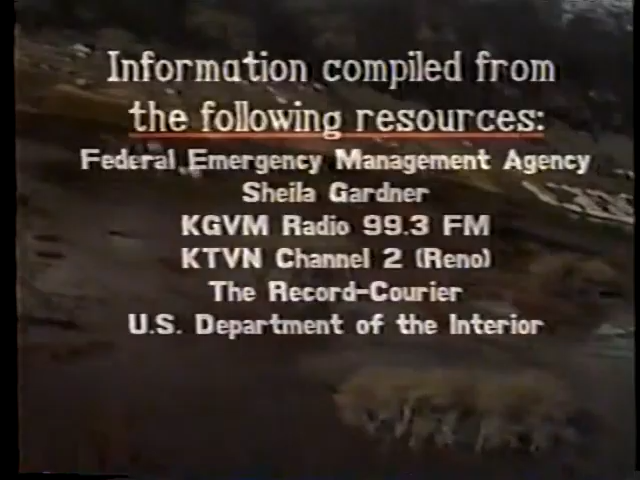 Information compiled from
the following resources:
Federal Emergency Management Agency
Sheila Gardner
KGVM Radio 99.3 FM
KTVN Channel 2 (Reno)
The Record-Courier
U.S. Department of the Interior